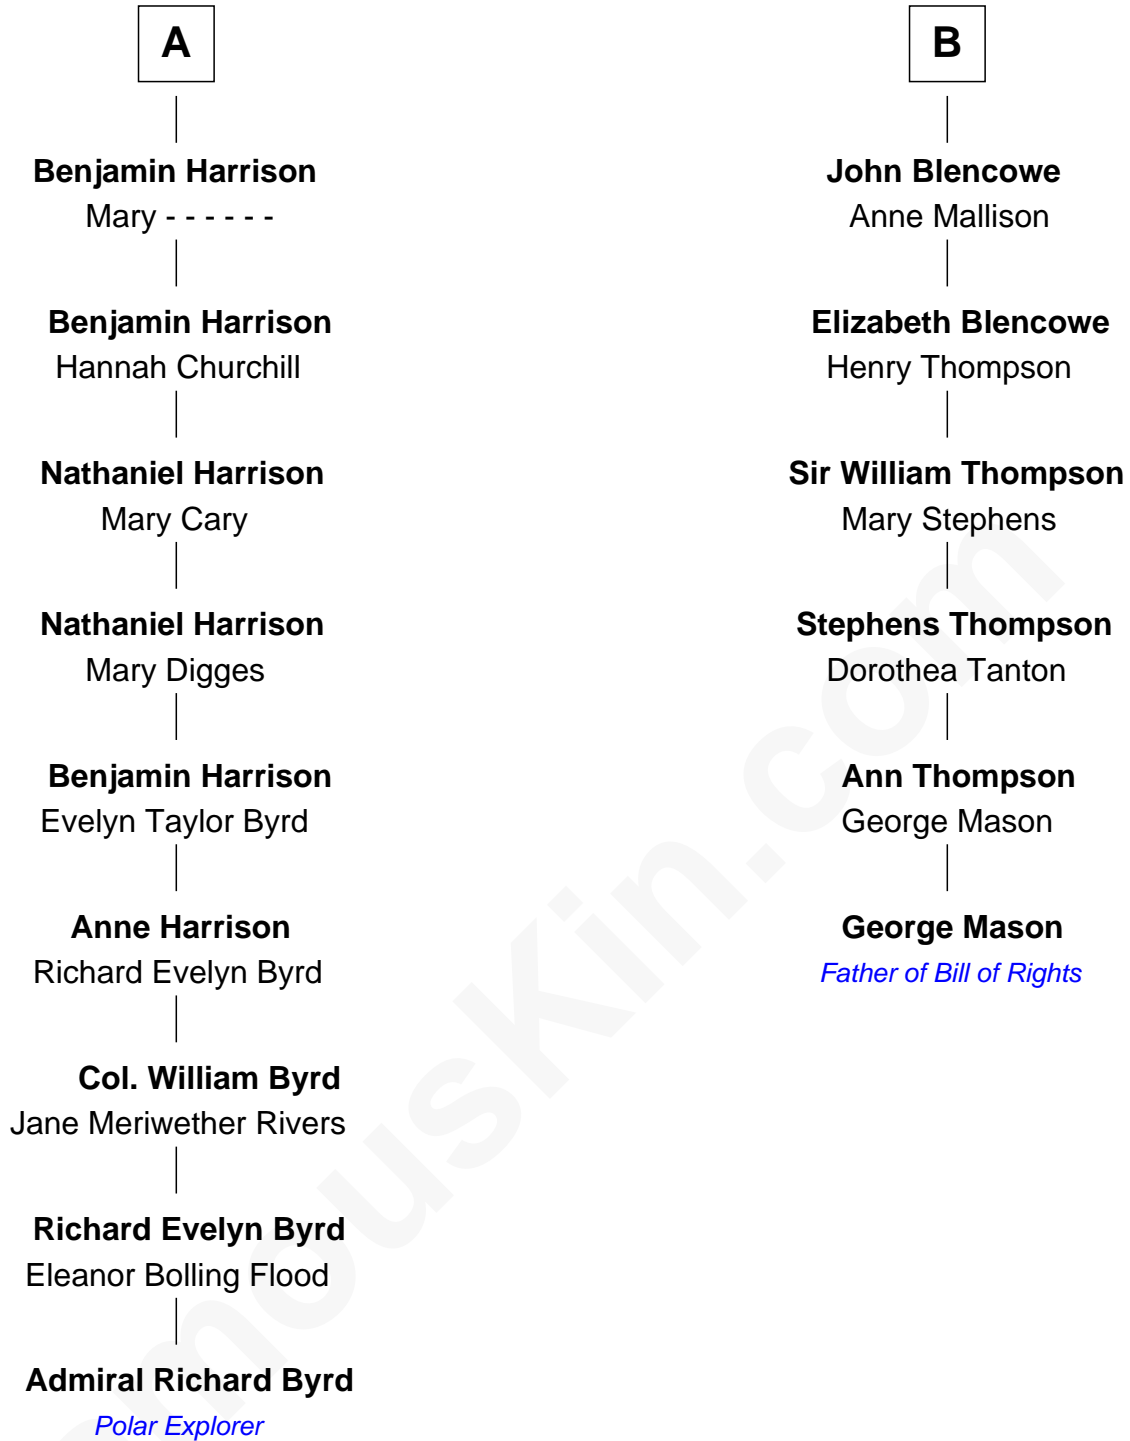 A
Benjamin Harrison
Mary - - - - - -
Benjamin Harrison
Hannah Churchill
Nathaniel Harrison
Mary Cary
Nathaniel Harrison
Mary Digges
Benjamin Harrison
Evelyn Taylor Byrd
Anne Harrison
Richard Evelyn Byrd
Col. William Byrd
Jane Meriwether Rivers
Richard Evelyn Byrd
Eleanor Bolling Flood
Admiral Richard Byrd
Polar Explorer
B
John Blencowe
Anne Mallison
Elizabeth Blencowe
Henry Thompson
Sir William Thompson
Mary Stephens
Stephens Thompson
Dorothea Tanton
Ann Thompson
George Mason
George Mason
Father of Bill of Rights
mousKin.com